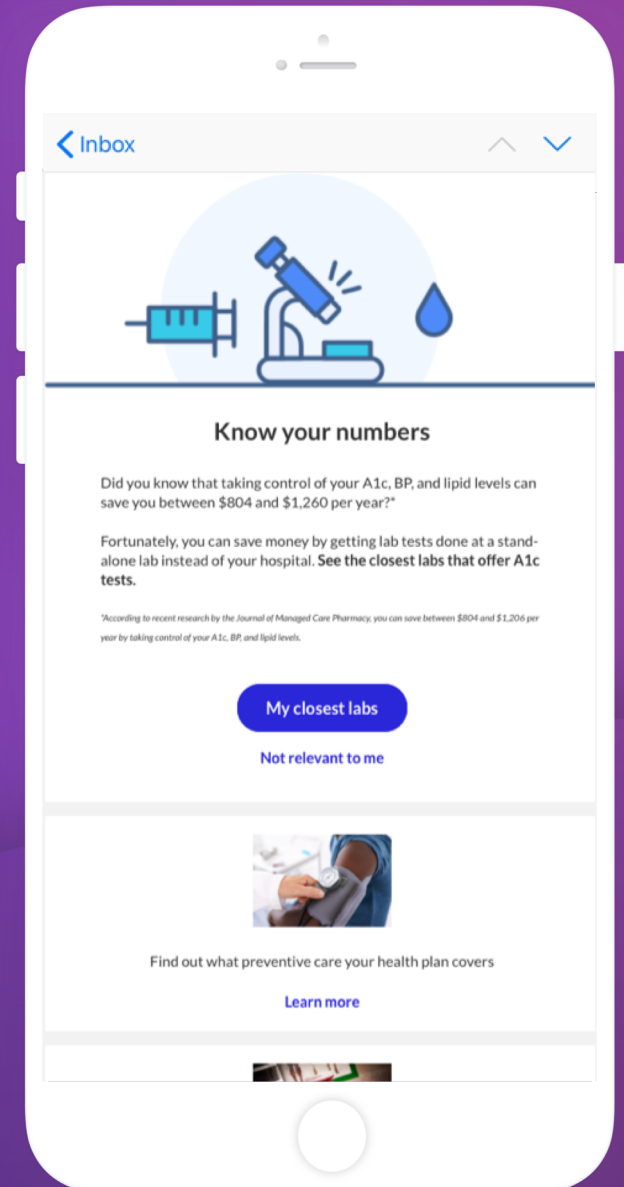 Inbox
Know your numbers
Did you know that taking control of your A1c, BP, and lipid levels can
save you between $804 and $1,260 per year?*
Fortunately, you can save money by getting lab tests done at a stand-
alone lab instead of your hospital. See the closest labs that offer A1c
tests.
*According to recent research by the Journal of Managed Care Pharmacy, you can save between $804 and $1,206 per
year by taking control of your A1c, BP, and lipid levels.
My closest labs
Not relevant to me
Find out what preventive care your health plan covers
Learn more